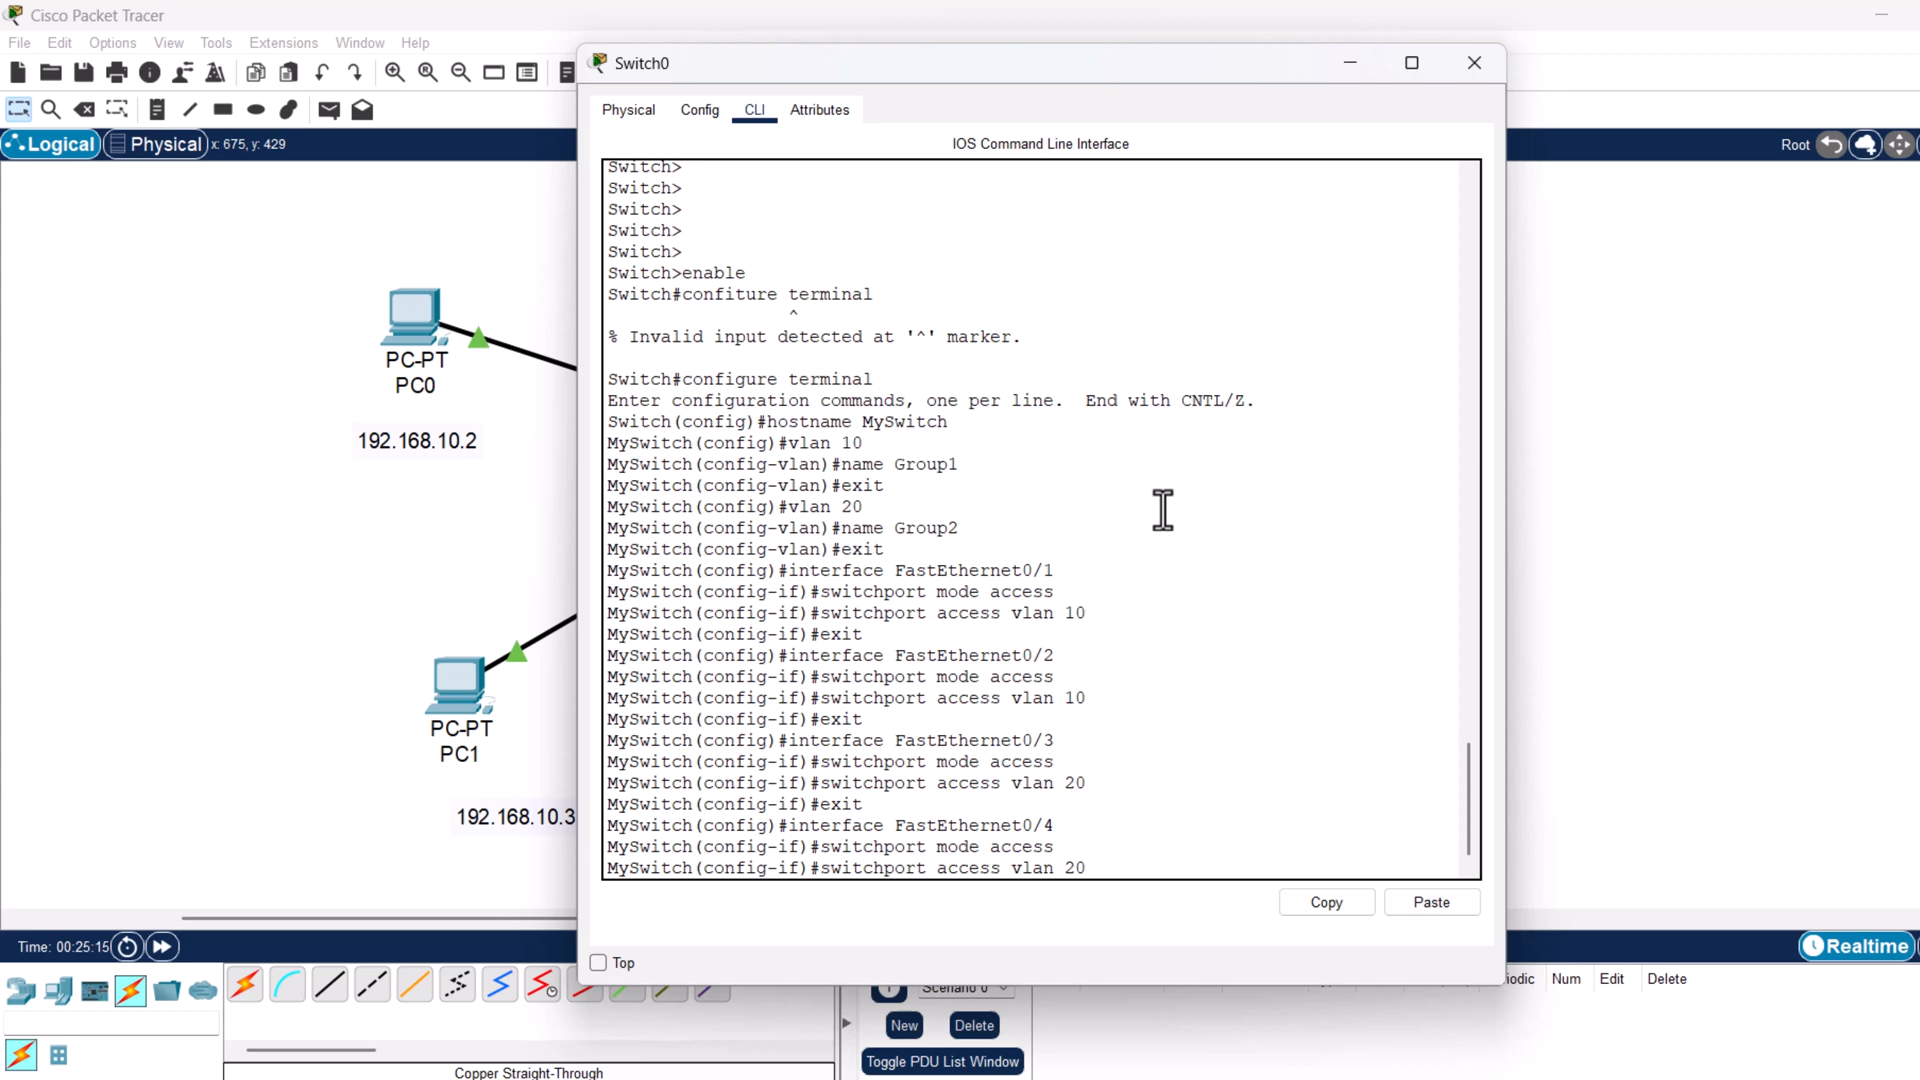 Cisco Packet Tracer
File Edit Options View Tools Extensions Window Help
Logical Physical x: 675, y: 429
Root
PC-PT
PC0
192.168.10.2
PC-PT
PC1
192.168.10.3
Switch0
Physical Config CLI Attributes
IOS Command Line Interface
Switch>
Switch>
Switch>
Switch>
Switch>
Switch>enable
Switch#confiture terminal
^
% Invalid input detected at '^' marker.
Switch#configure terminal
Enter configuration commands, one per line. End with CNTL/Z.
Switch(config)#hostname MySwitch
MySwitch(config)#vlan 10
MySwitch(config-vlan)#name Group1
MySwitch(config-vlan)#exit
MySwitch(config)#vlan 20
MySwitch(config-vlan)#name Group2
MySwitch(config-vlan)#exit
MySwitch(config)#interface FastEthernet0/1
MySwitch(config-if)#switchport mode access
MySwitch(config-if)#switchport access vlan 10
MySwitch(config-if)#exit
MySwitch(config)#interface FastEthernet0/2
MySwitch(config-if)#switchport mode access
MySwitch(config-if)#switchport access vlan 10
MySwitch(config-if)#exit
MySwitch(config)#interface FastEthernet0/3
MySwitch(config-if)#switchport mode access
MySwitch(config-if)#switchport access vlan 20
MySwitch(config-if)#exit
MySwitch(config)#interface FastEthernet0/4
MySwitch(config-if)#switchport mode access
MySwitch(config-if)#switchport access vlan 20
Copy Paste
Top
Time: 00:25:15
Realtime
Scenario 0
odic Num Edit Delete
New Delete
Toggle PDU List Window
Copper Straight-Through